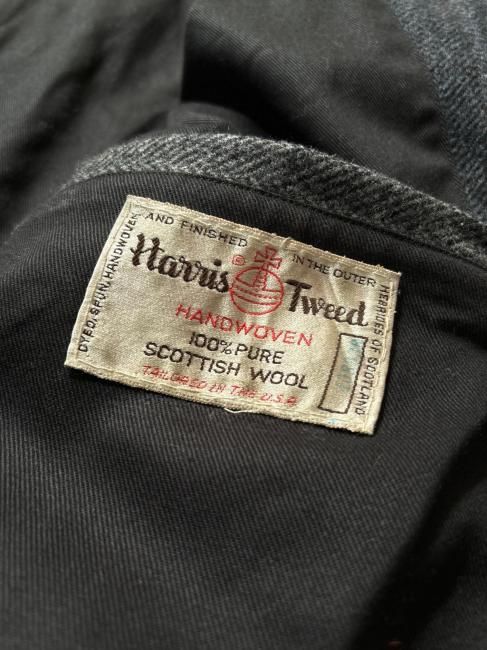 DYED, SPUN, HANDWOVEN
AND FINISHED
IN THE OUTER
HEBRIDES OF SCOTLAND
Harris Tweed
®
HANDWOVEN
100% PURE
SCOTTISH WOOL
TAILORED IN THE U.S.A.